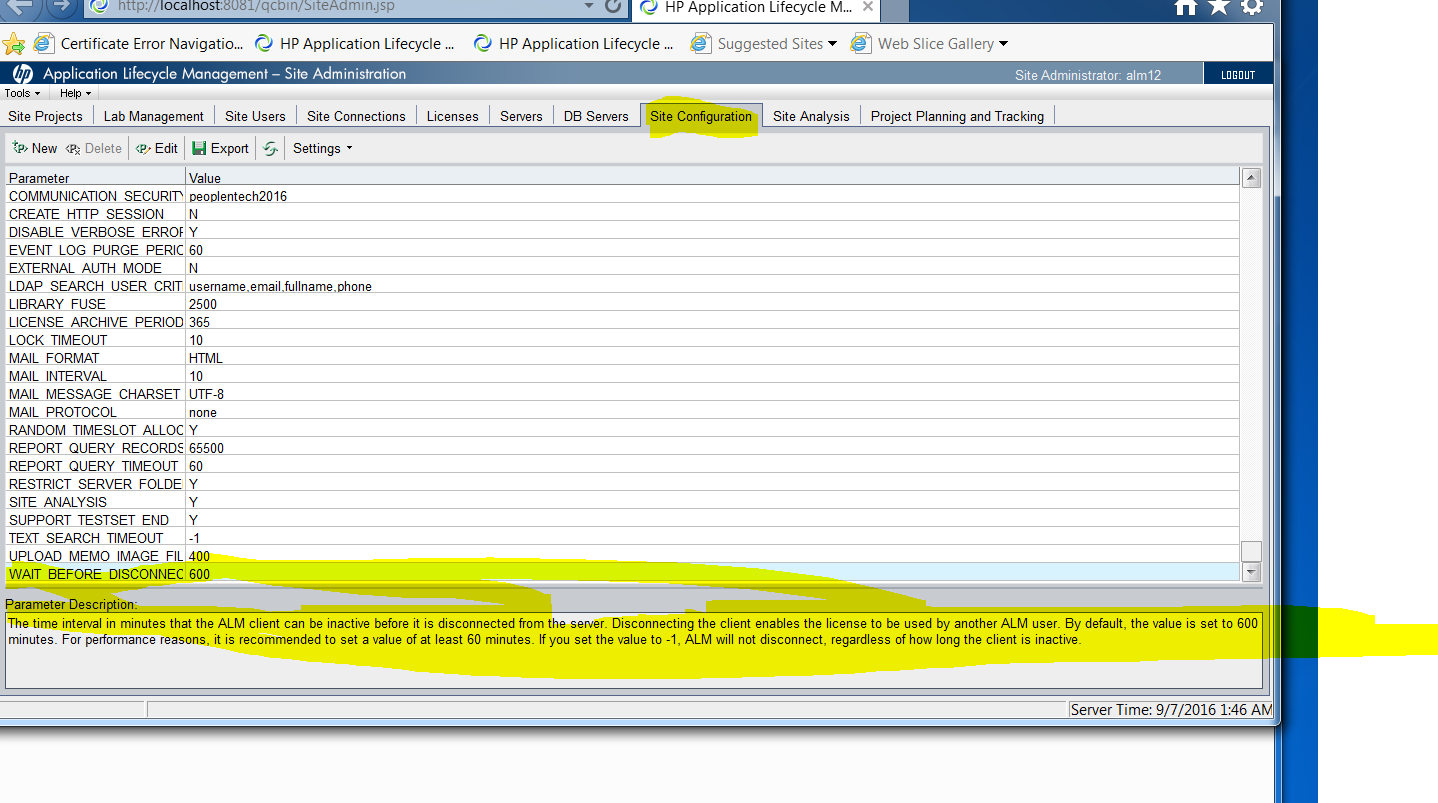 http://localhost:8081/qcbin/SiteAdmin.jsp
HP Application Lifecycle M...
Certificate Error Navigatio...
HP Application Lifecycle ...
HP Application Lifecycle ...
Suggested Sites
Web Slice Gallery
hp Application Lifecycle Management – Site Administration
Site Administrator: alm12
LOGOUT
Tools Help
Site Projects Lab Management Site Users Site Connections Licenses Servers DB Servers Site Configuration Site Analysis Project Planning and Tracking
New Delete Edit Export Settings
Parameter Value
COMMUNICATION_SECURITY peoplentech2016
CREATE_HTTP_SESSION N
DISABLE_VERBOSE_ERROR Y
EVENT_LOG_PURGE_PERIO 60
EXTERNAL_AUTH_MODE N
LDAP_SEARCH_USER_CRIT username,email,fullname,phone
LIBRARY_FUSE 2500
LICENSE_ARCHIVE_PERIOD 365
LOCK_TIMEOUT 10
MAIL_FORMAT HTML
MAIL_INTERVAL 10
MAIL_MESSAGE_CHARSET UTF-8
MAIL_PROTOCOL none
RANDOM_TIMESLOT_ALLOC Y
REPORT_QUERY_RECORDS 65500
REPORT_QUERY_TIMEOUT 60
RESTRICT_SERVER_FOLDE Y
SITE_ANALYSIS Y
SUPPORT_TESTSET_END Y
TEXT_SEARCH_TIMEOUT -1
UPLOAD_MEMO_IMAGE_FIL 400
WAIT_BEFORE_DISCONNEC 600
Parameter Description:
The time interval in minutes that the ALM client can be inactive before it is disconnected from the server. Disconnecting the client enables the license to be used by another ALM user. By default, the value is set to 600
minutes. For performance reasons, it is recommended to set a value of at least 60 minutes. If you set the value to -1, ALM will not disconnect, regardless of how long the client is inactive.
Server Time: 9/7/2016 1:46 AM